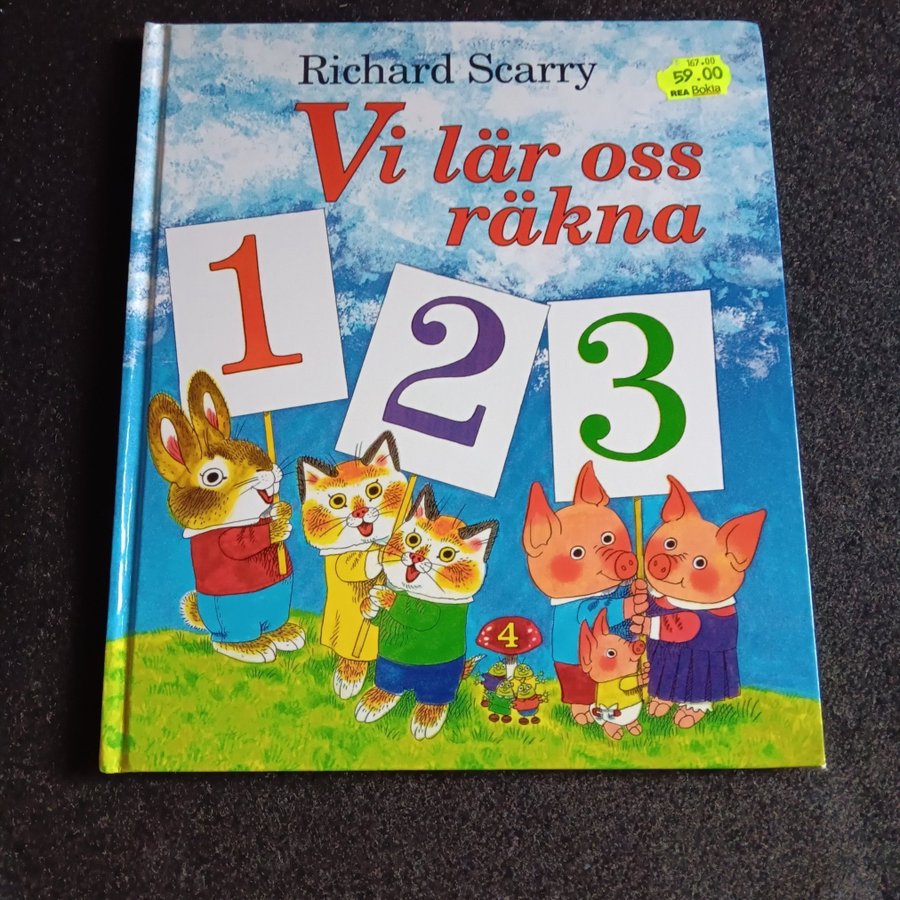 Richard Scarry
167.00
59.00
REA Bokia
Vi lär oss
räkna
1
2
3
4